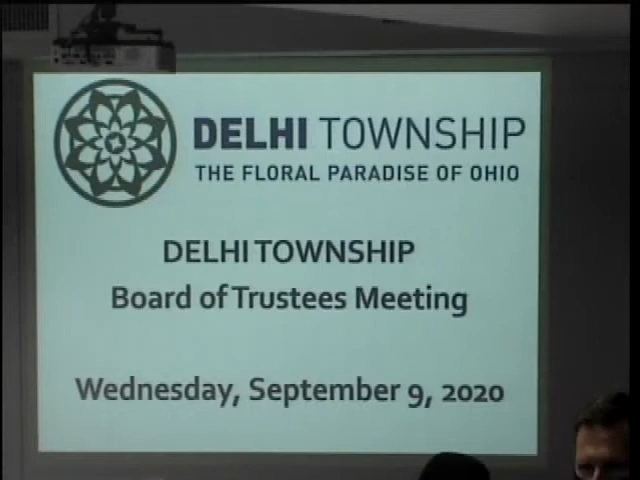 DELHI TOWNSHIP
THE FLORAL PARADISE OF OHIO
DELHI TOWNSHIP
Board of Trustees Meeting
Wednesday, September 9, 2020